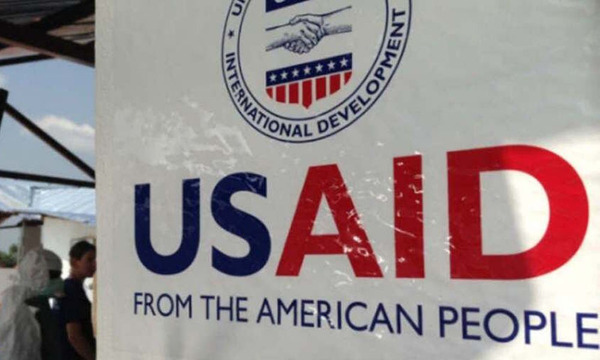 INTERNATIONAL DEVELOPMENT
USAID
FROM THE AMERICAN PEOPLE